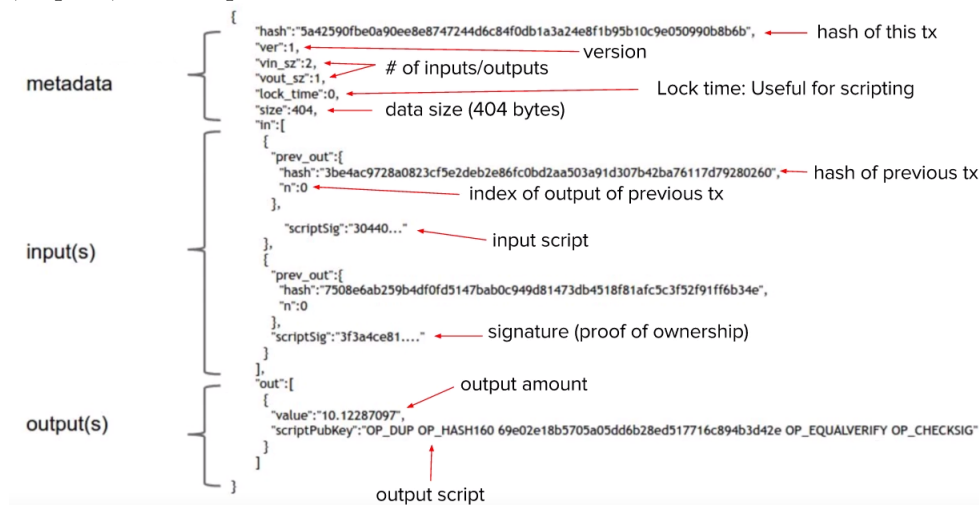 {
"hash":"5a42590fbe0a90ee8e8747244d6c84f0db1a3a24e8f1b95b10c9e050990b8b6b", hash of this tx
"ver":1, version
"vin_sz":2, # of inputs/outputs
"vout_sz":1,
metadata
"lock_time":0, Lock time: Useful for scripting
"size":404, data size (404 bytes)
"in":[
{
"prev_out":[
"hash":"3be4ac9728a0823cf5e2deb2e86fc0bd2aa503a91d307b42ba76117d79280260", hash of previous tx
"n":0 index of output of previous tx
},
"scriptSig":"30440..." input script
},
input(s)
{
"prev_out":[
"hash":"7508e6ab259b4df0fd5147bab0c949d81473db4518f81afc5c3f52f91ff6b34e",
"n":0
},
"scriptSig":"3f3a4ce81...." signature (proof of ownership)
}
],
"out":[ output amount
{
"value":"10.12287097",
output(s) "scriptPubKey":"OP_DUP OP_HASH160 69e02e18b5705a05dd6b28ed517716c894b3d42e OP_EQUALVERIFY OP_CHECKSIG"
}
]
}
output script